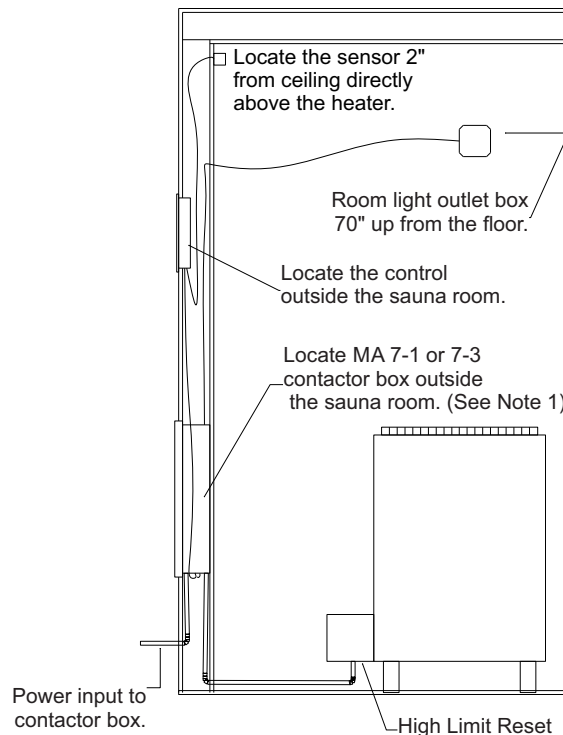 Locate the sensor 2"
from ceiling directly
above the heater.
Room light outlet box
70" up from the floor.
Locate the control
outside the sauna room.
Locate MA 7-1 or 7-3
contactor box outside
the sauna room. (See Note 1)
Power input to
contactor box.
High Limit Reset